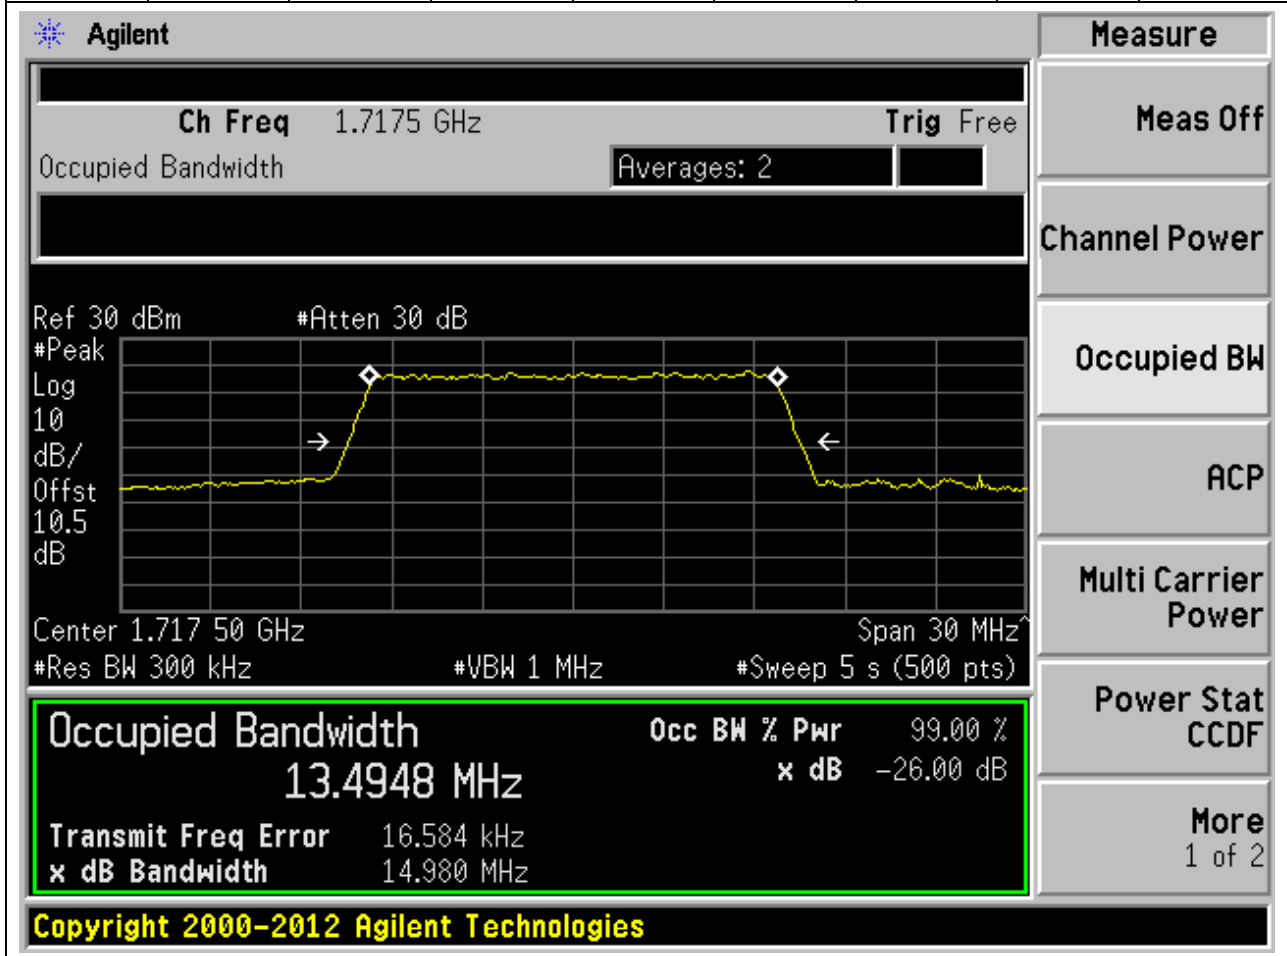 Agilent
Measure
Ch Freq 1.7175 GHz Trig Free
Occupied Bandwidth Averages: 2
Meas Off
Channel Power
Occupied BW
ACP
Multi Carrier
Power
Power Stat
CCDF
More
1 of 2
Ref 30 dBm #Atten 30 dB
#Peak
Log
10
dB/
Offst
10.5
dB
Center 1.717 50 GHz Span 30 MHz^
#Res BW 300 kHz #VBW 1 MHz #Sweep 5 s (500 pts)
Occupied Bandwidth Occ BW % Pwr 99.00 %
13.4948 MHz x dB -26.00 dB
Transmit Freq Error 16.584 kHz
x dB Bandwidth 14.980 MHz
Copyright 2000-2012 Agilent Technologies